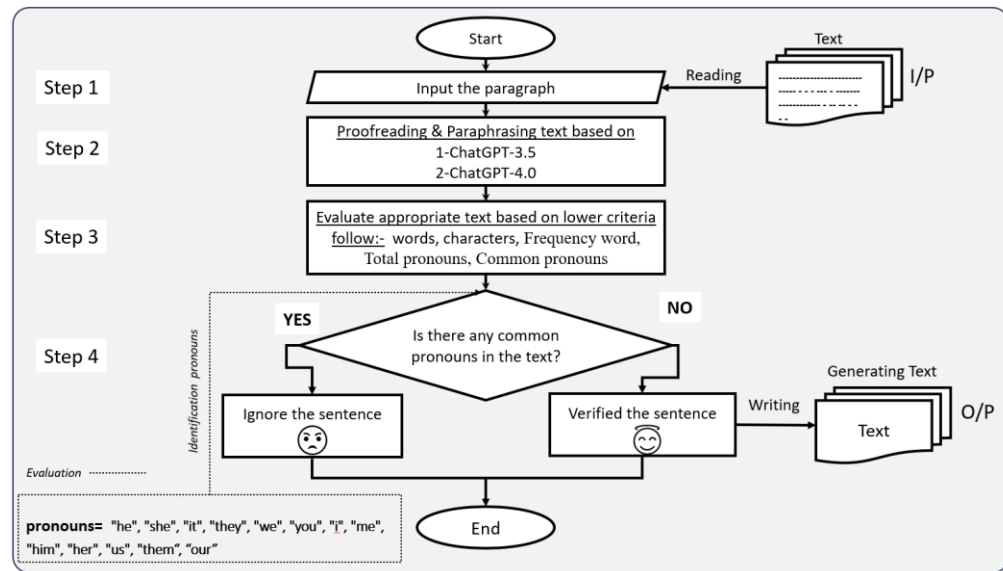 Start
Text
Step 1
Input the paragraph
Reading
I/P
Step 2
Proofreading & Paraphrasing text based on
1-ChatGPT-3.5
2-ChatGPT-4.0
Step 3
Evaluate appropriate text based on lower criteria
follow:- words, characters, Frequency word,
Total pronouns, Common pronouns
YES
NO
Step 4
Is there any common
pronouns in the text?
Identification pronouns
Generating Text
Ignore the sentence
Verified the sentence
Writing
Text
O/P
Evaluation
End
pronouns= "he", "she", "it", "they", "we", "you", "i", "me",
"him", "her", "us", "them“, “our”